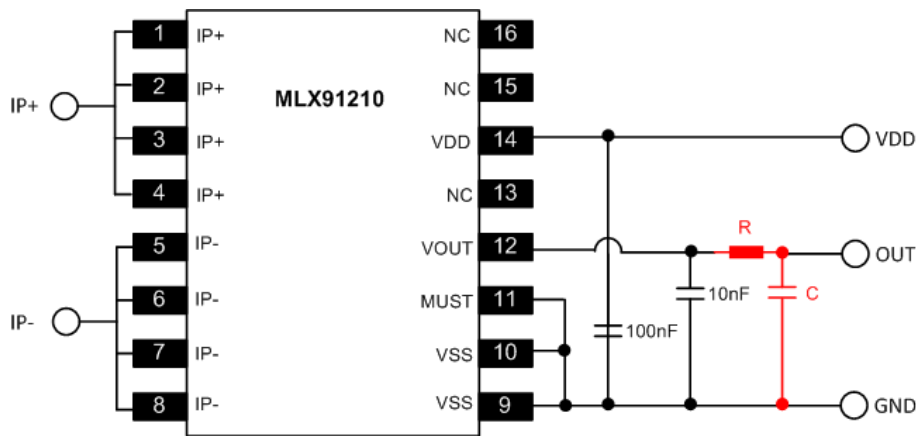 1 IP+ NC 16
2 IP+ NC 15
IP+ MLX91210
3 IP+ VDD 14 VDD
4 IP+ NC 13
R
5 IP- VOUT 12 OUT
6 IP- MUST 11 10nF C
IP-
7 IP- VSS 10 100nF
8 IP- VSS 9 GND